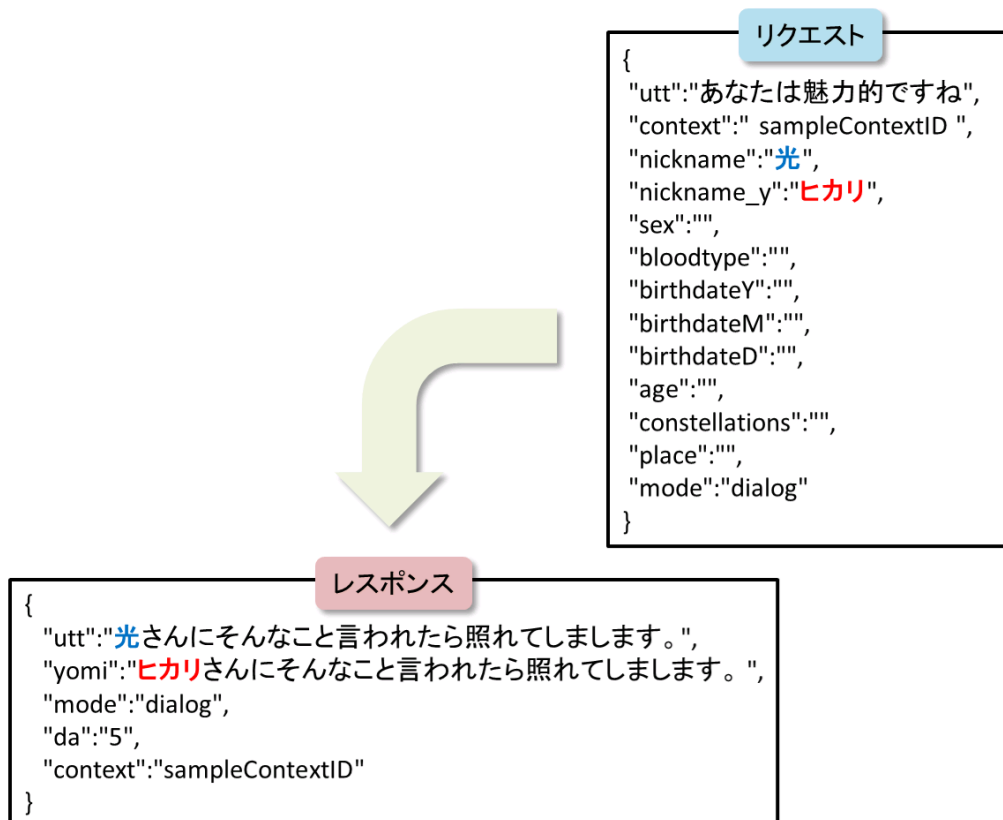 リクエスト
{
"utt":"あなたは魅力的ですね",
"context":" sampleContextID ",
"nickname":"光",
"nickname_y":"ヒカリ",
"sex":"",
"bloodtype":"",
"birthdateY":"",
"birthdateM":"",
"birthdateD":"",
"age":"",
"constellations":"",
"place":"",
"mode":"dialog"
}
レスポンス
{
"utt":"光さんにそんなこと言われたら照れてしまします。",
"yomi":"ヒカリさんにそんなこと言われたら照れてしまします。 ",
"mode":"dialog",
"da":"5",
"context":"sampleContextID"
}